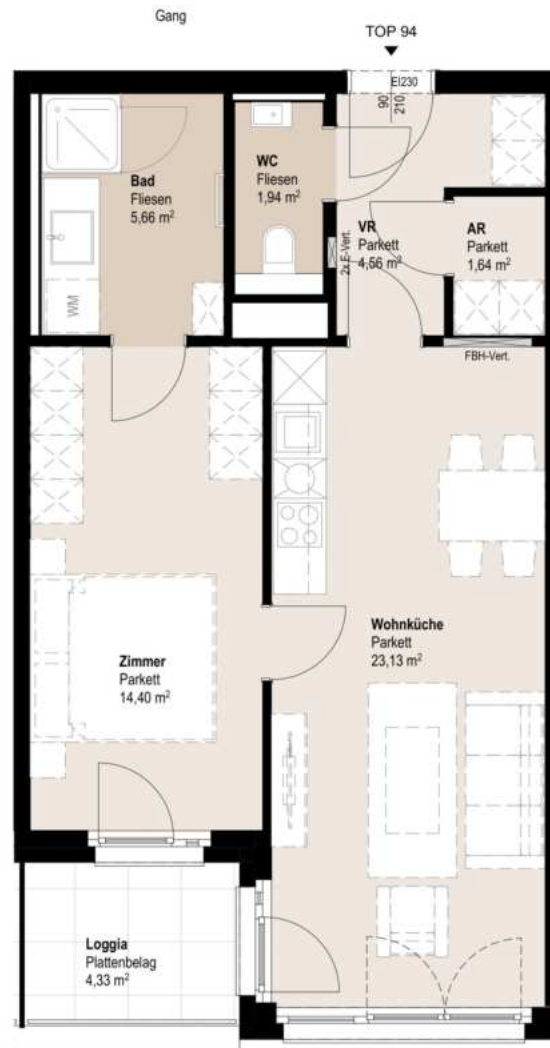 Gang
TOP 94
EI230
90
210
Bad
Fliesen
5,66 m²
WC
Fliesen
1,94 m²
VR
Parkett
4,56 m²
2x E-Vert.
AR
Parkett
1,64 m²
WM
FBH-Vert.
Wohnküche
Parkett
23,13 m²
Zimmer
Parkett
14,40 m²
Loggia
Plattenbelag
4,33 m²